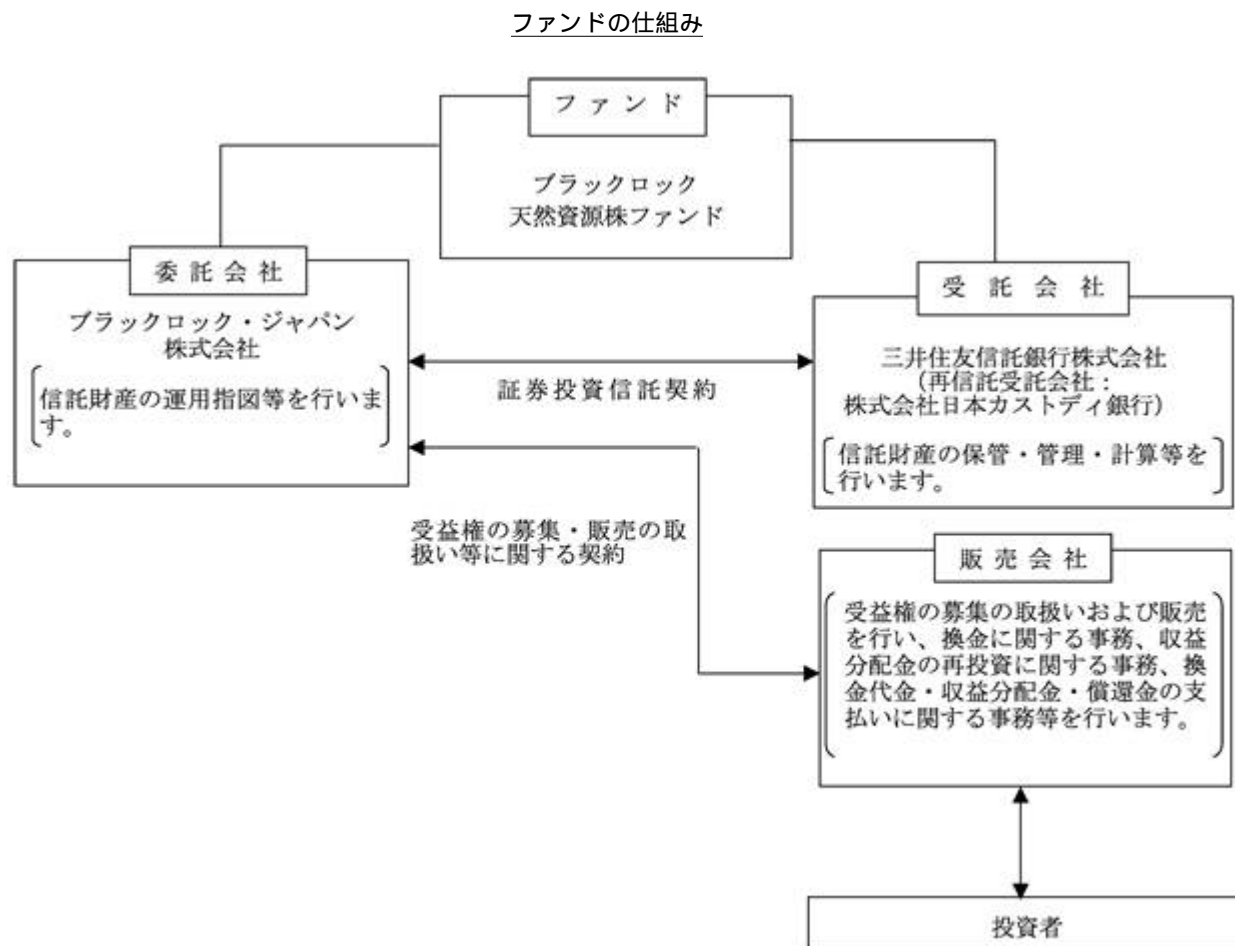 ファンドの仕組み
ファンド
ブラックロック
天然資源株ファンド
委託会社
ブラックロック・ジャパン
株式会社
信託財産の運用指図等を行いま
す。
証券投資信託契約
受託会社
三井住友信託銀行株式会社
（再信託受託会社：
株式会社日本カストディ銀行）
信託財産の保管・管理・計算等を
行います。
受益権の募集・販売の取
扱い等に関する契約
販売会社
受益権の募集の取扱いおよび販売
を行い、換金に関する事務、収益
分配金の再投資に関する事務、換
金代金・収益分配金・償還金の支
払いに関する事務等を行います。
投資者